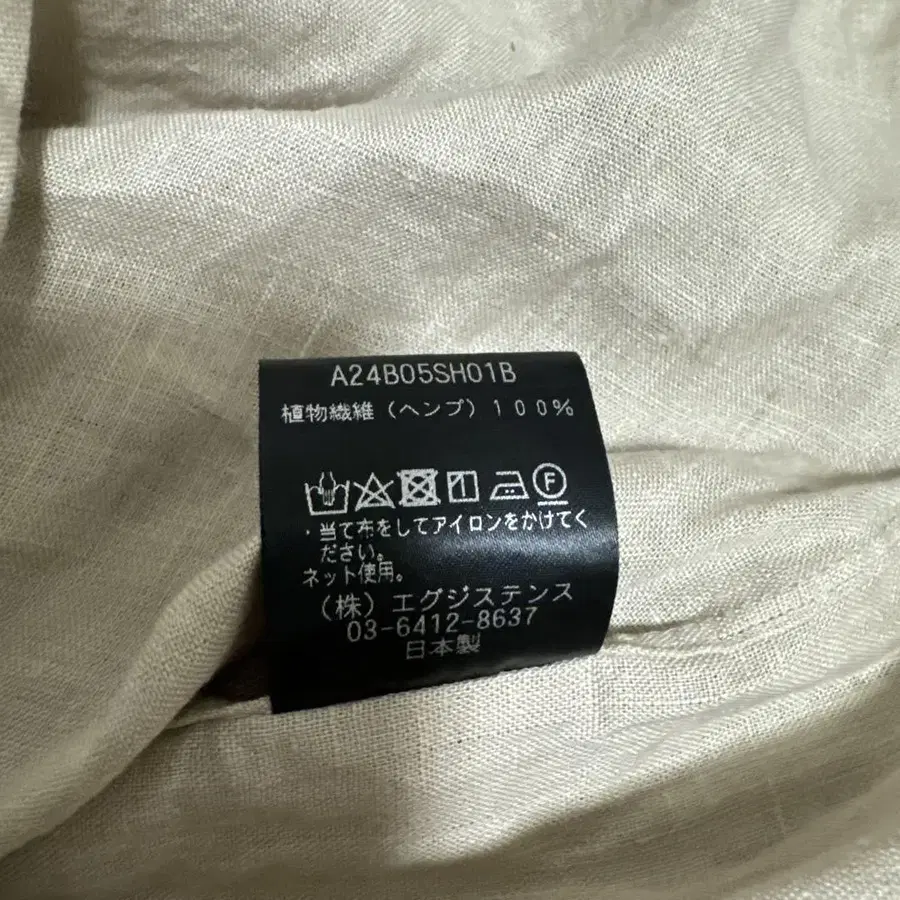 A24B05SH01B
植物繊維（ヘンプ）100%
F
・当て布をしてアイロンをかけてく
ださい。
ネット使用。
（株）エグジステンス
03-6412-8637
日本製